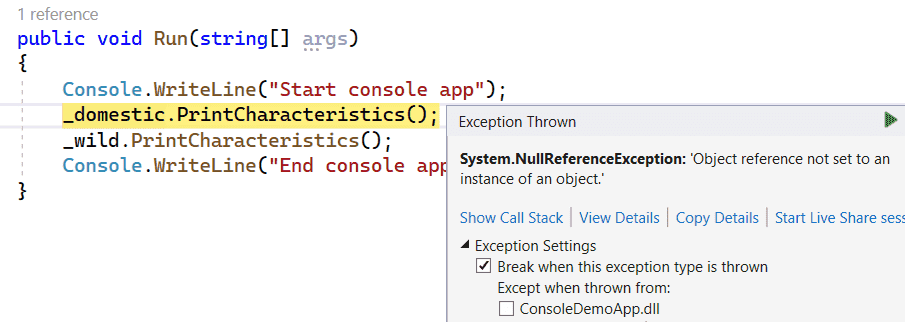 1 reference
public void Run(string[] args)
{
Console.WriteLine("Start console app");
_domestic.PrintCharacteristics();
_wild.PrintCharacteristics();
Console.WriteLine("End console app
}
Exception Thrown
System.NullReferenceException: 'Object reference not set to an
instance of an object.'
Show Call Stack | View Details | Copy Details | Start Live Share sess
Exception Settings
Break when this exception type is thrown
Except when thrown from:
ConsoleDemoApp.dll